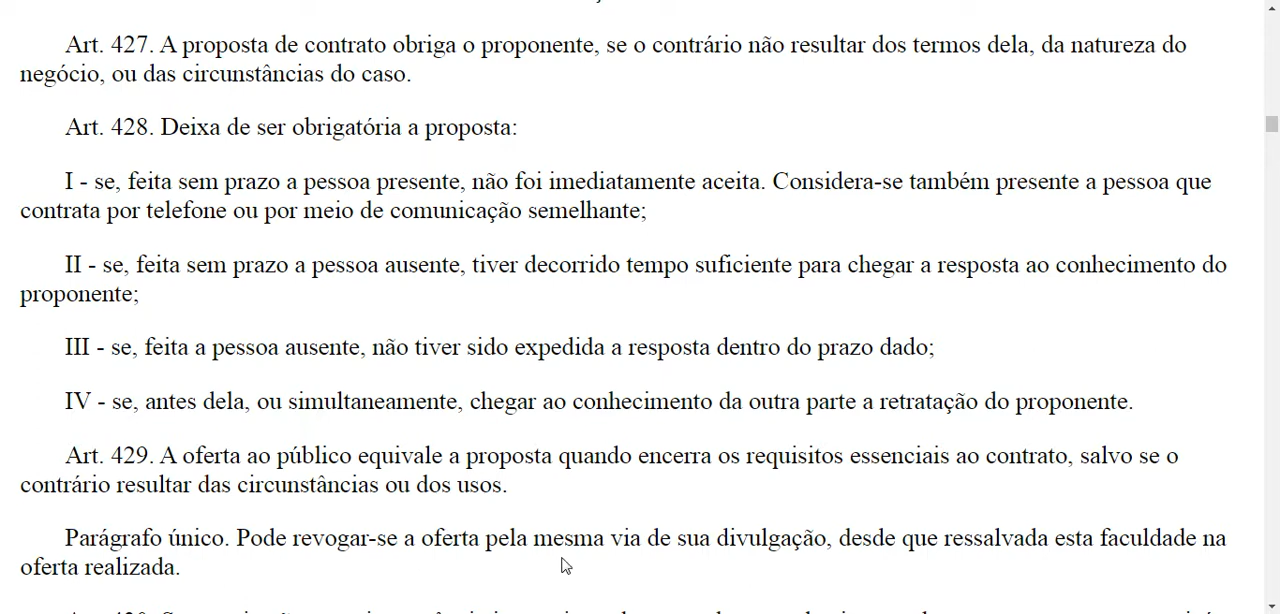 Art. 427. A proposta de contrato obriga o proponente, se o contrário não resultar dos termos dela, da natureza do
negócio, ou das circunstâncias do caso.
Art. 428. Deixa de ser obrigatória a proposta:
I - se, feita sem prazo a pessoa presente, não foi imediatamente aceita. Considera-se também presente a pessoa que
contrata por telefone ou por meio de comunicação semelhante;
II - se, feita sem prazo a pessoa ausente, tiver decorrido tempo suficiente para chegar a resposta ao conhecimento do
proponente;
III - se, feita a pessoa ausente, não tiver sido expedida a resposta dentro do prazo dado;
IV - se, antes dela, ou simultaneamente, chegar ao conhecimento da outra parte a retratação do proponente.
Art. 429. A oferta ao público equivale a proposta quando encerra os requisitos essenciais ao contrato, salvo se o
contrário resultar das circunstâncias ou dos usos.
Parágrafo único. Pode revogar-se a oferta pela mesma via de sua divulgação, desde que ressalvada esta faculdade na
oferta realizada.